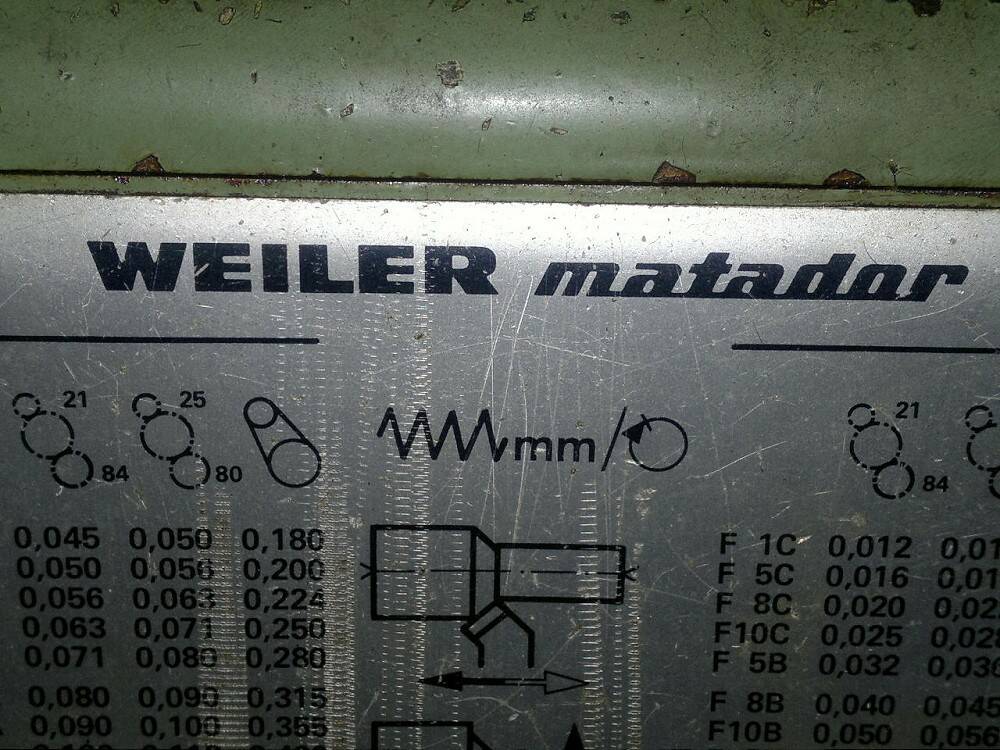 WEILER matador
21 25 mm/ 21
84 80 84
0,045 0,050 0,180 F 1C 0,012
0,050 0,056 0,200 F 5C 0,016
0,056 0,063 0,224 F 8C 0,020
0,063 0,071 0,250 F10C 0,025
0,071 0,080 0,280 F 5B 0,032
0,080 0,090 0,315 F 8B 0,040 0,045
0,090 0,100 0,355 F10B 0,050 0,056